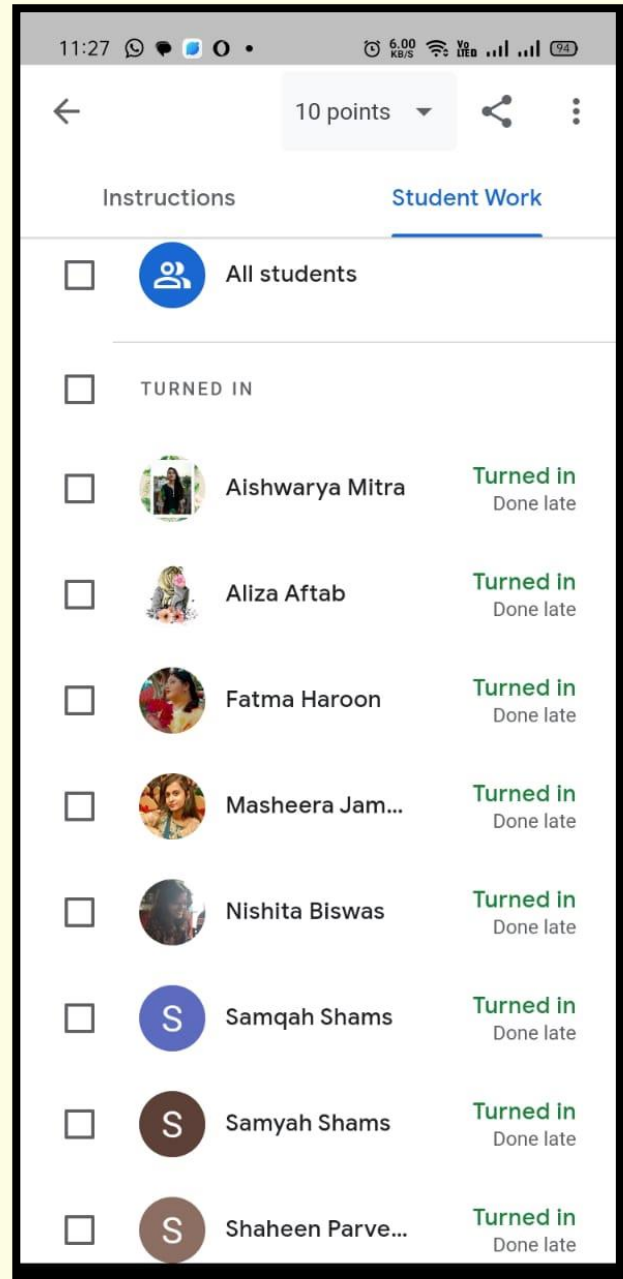 11:27 O • 6.00 KB/S Vo LTE 94
10 points
Instructions Student Work
All students
TURNED IN
Aishwarya Mitra Turned in
Done late
Aliza Aftab Turned in
Done late
Fatma Haroon Turned in
Done late
Masheera Jam... Turned in
Done late
Nishita Biswas Turned in
Done late
S Samqah Shams Turned in
Done late
S Samyah Shams Turned in
Done late
S Shaheen Parve... Turned in
Done late